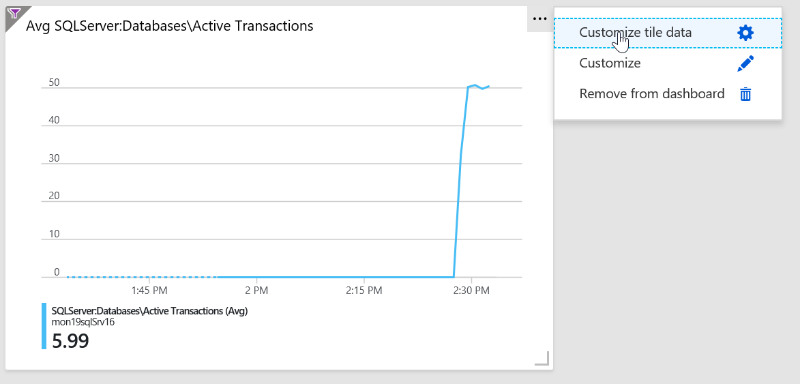 Avg SQLServer:Databases\Active Transactions
...
Customize tile data
Customize
Remove from dashboard
50
40
30
20
10
0
1:45 PM 2 PM 2:15 PM 2:30 PM
SQLServer:Databases\Active Transactions (Avg)
mon19sqlSrv16
5.99